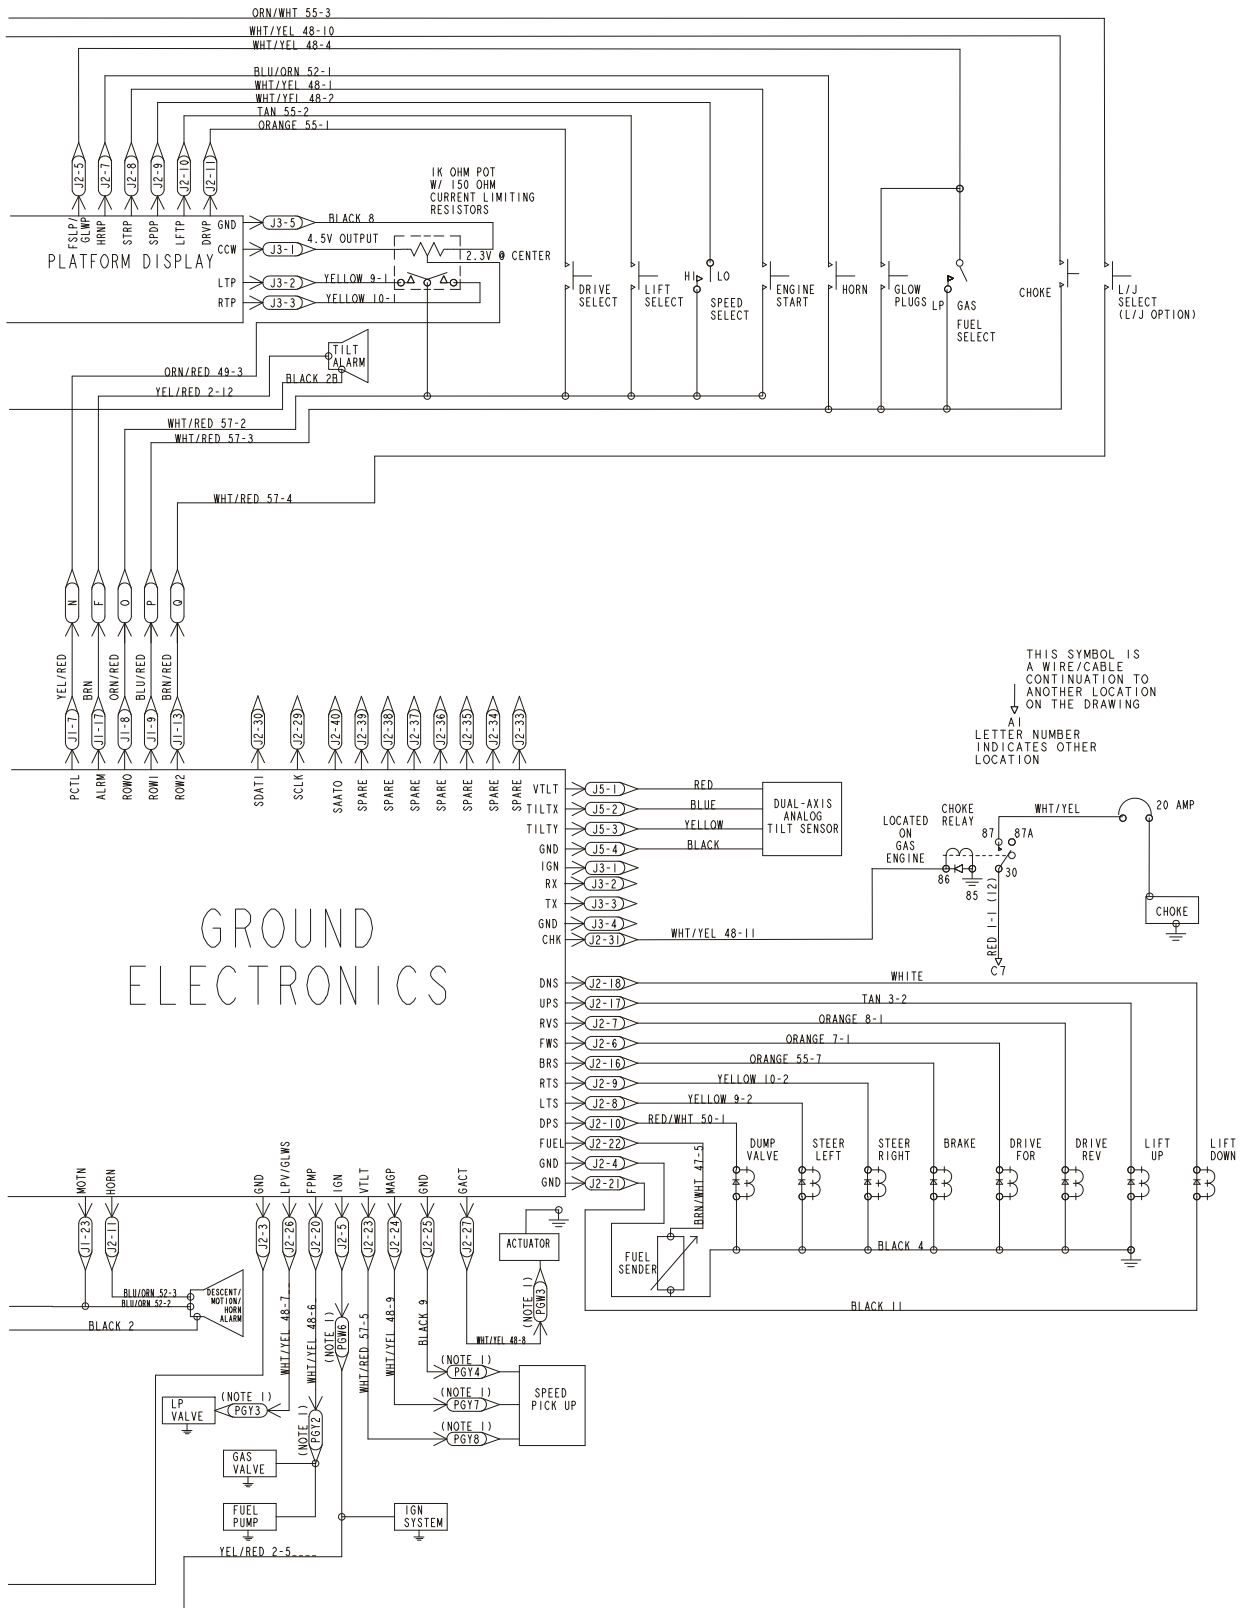 ORN/WHT 55-3
WHT/YEL 48-10
WHT/YEL 48-4
BLU/ORN 52-1
WHT/YEL 48-1
WHT/YEL 48-2
TAN 55-2
ORANGE 55-1
J2-5
J2-7
J2-8
J2-9
J2-10
J2-11
FSLP/
GLWP
HRNP
STRP
SPDP
LFTP
DRVP
PLATFORM DISPLAY
GND
CCW
LTP
RTP
J3-5
J3-1
J3-2
J3-3
BLACK 8
4.5V OUTPUT
YELLOW 9-1
YELLOW 10-1
1K OHM POT
W/ 150 OHM
CURRENT LIMITING
RESISTORS
2.3V @ CENTER
DRIVE
SELECT
LIFT
SELECT
HI
LO
SPEED
SELECT
ENGINE
START
HORN
GLOW
PLUGS
LP
GAS
FUEL
SELECT
CHOKE
L/J
SELECT
(L/J OPTION)
TILT
ALARM
ORN/RED 49-3
BLACK 2B
YEL/RED 2-12
WHT/RED 57-2
WHT/RED 57-3
WHT/RED 57-4
N
F
O
P
Q
YEL/RED
BRN
ORN/RED
BLU/RED
BRN/RED
J1-7
J1-17
J1-8
J1-9
J1-13
J2-30
J2-29
J2-40
J2-39
J2-38
J2-37
J2-36
J2-35
J2-34
J2-33
PCTL
ALRM
ROW0
ROW1
ROW2
SDAT1
SCLK
SAATO
SPARE
SPARE
SPARE
SPARE
SPARE
SPARE
SPARE
THIS SYMBOL IS
A WIRE/CABLE
CONTINUATION TO
ANOTHER LOCATION
ON THE DRAWING
A1
LETTER NUMBER
INDICATES OTHER
LOCATION
GROUND
ELECTRONICS
VTLT
TILTX
TILTY
GND
IGN
RX
TX
GND
CHK
J5-1
J5-2
J5-3
J5-4
J3-1
J3-2
J3-3
J3-4
J2-31
RED
BLUE
YELLOW
BLACK
DUAL-AXIS
ANALOG
TILT SENSOR
WHT/YEL 48-11
LOCATED
ON
GAS
ENGINE
CHOKE
RELAY
87
87A
86
85
30
WHT/YEL
20 AMP
CHOKE
RED 1-1 (12)
C7
DNS
UPS
RVS
FWS
BRS
RTS
LTS
DPS
FUEL
GND
GND
J2-18
J2-17
J2-7
J2-6
J2-16
J2-9
J2-8
J2-10
J2-22
J2-4
J2-21
WHITE
TAN 3-2
ORANGE 8-1
ORANGE 7-1
ORANGE 55-7
YELLOW 10-2
YELLOW 9-2
RED/WHT 50-1
BRN/WHT 47-5
DUMP
VALVE
STEER
LEFT
STEER
RIGHT
BRAKE
DRIVE
FOR
DRIVE
REV
LIFT
UP
LIFT
DOWN
BLACK 4
FUEL
SENDER
BLACK 11
MOTN
HORN
GND
LPV/GLWS
FPMP
IGN
VTLT
MAGP
GND
GACT
J1-23
J2-11
J2-3
J2-26
J2-20
J2-5
J2-23
J2-24
J2-25
J2-27
ACTUATOR
BLU/ORN 52-3
BLU/ORN 52-2
BLACK 2
DESCENT/
MOTION/
HORN
ALARM
WHT/YEL 48-7
WHT/YEL 48-6
(NOTE 1)
PGW6
WHT/RED 57-5
WHT/YEL 48-9
BLACK 9
(NOTE 1)
PGW3
WHT/YEL 48-8
(NOTE 1)
PGY4
(NOTE 1)
PGY7
(NOTE 1)
PGY8
SPEED
PICK UP
LP
VALVE
(NOTE 1)
PGY3
(NOTE 1)
PGY2
GAS
VALVE
FUEL
PUMP
IGN
SYSTEM
YEL/RED 2-5